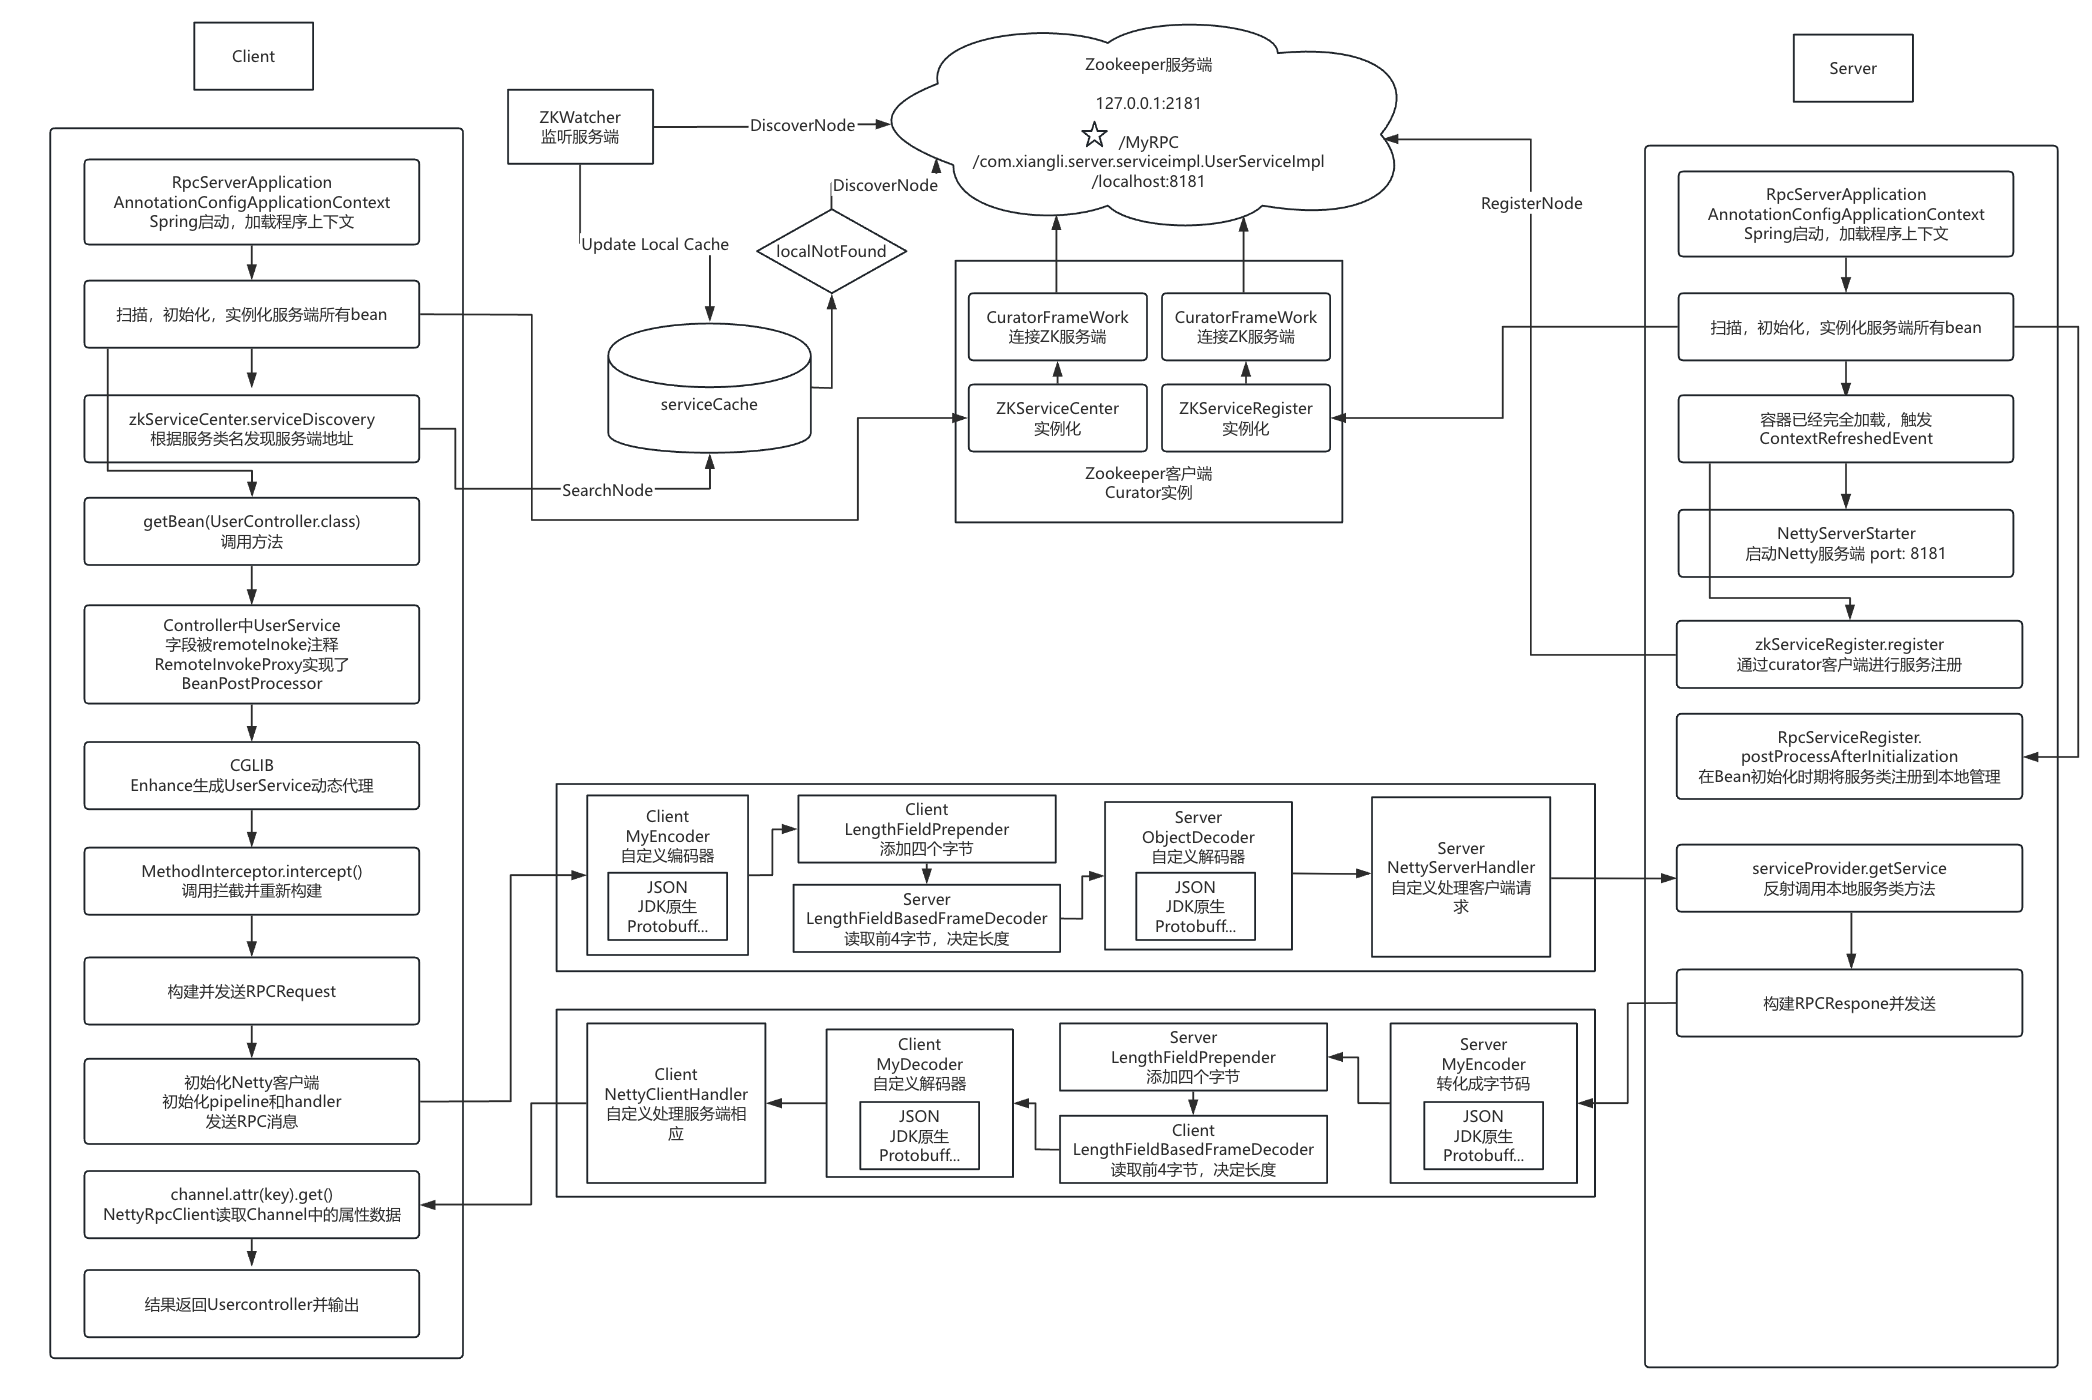 Client
RpcServerApplication
AnnotationConfigApplicationContext
Spring启动，加载程序上下文
扫描，初始化，实例化服务端所有bean
zkServiceCenter.serviceDiscovery
根据服务类名发现服务端地址
getBean(UserController.class)
调用方法
Controller中UserService
字段被remoteInoke注释
RemoteInvokeProxy实现了
BeanPostProcessor
CGLIB
Enhance生成UserService动态代理
MethodInterceptor.intercept()
调用拦截并重新构建
构建并发送RPCRequest
初始化Netty客户端
初始化pipeline和handler
发送RPC消息
channel.attr(key).get()
NettyRpcClient读取Channel中的属性数据
结果返回Usercontroller并输出
ZKWatcher
监听服务端
DiscoverNode
Update Local Cache
DiscoverNode
localNotFound
serviceCache
SearchNode
Zookeeper服务端
127.0.0.1:2181
/MyRPC
/com.xiangli.server.serviceimpl.UserServiceImpl
/localhost:8181
CuratorFrameWork
连接ZK服务端
CuratorFrameWork
连接ZK服务端
ZKServiceCenter
实例化
ZKServiceRegister
实例化
Zookeeper客户端
Curator实例
RegisterNode
Client
MyEncoder
自定义编码器
JSON
JDK原生
Protobuff...
Client
LengthFieldPrepender
添加四个字节
Server
LengthFieldBasedFrameDecoder
读取前4字节，决定长度
Server
ObjectDecoder
自定义解码器
JSON
JDK原生
Protobuff...
Server
NettyServerHandler
自定义处理客户端请
求
Client
NettyClientHandler
自定义处理服务端相
应
Client
MyDecoder
自定义解码器
JSON
JDK原生
Protobuff...
Server
LengthFieldPrepender
添加四个字节
Client
LengthFieldBasedFrameDecoder
读取前4字节，决定长度
Server
MyEncoder
转化成字节码
JSON
JDK原生
Protobuff...
Server
RpcServerApplication
AnnotationConfigApplicationContext
Spring启动，加载程序上下文
扫描，初始化，实例化服务端所有bean
容器已经完全加载，触发
ContextRefreshedEvent
NettyServerStarter
启动Netty服务端 port: 8181
zkServiceRegister.register
通过curator客户端进行服务注册
RpcServiceRegister.
postProcessAfterInitialization
在Bean初始化时期将服务类注册到本地管理
serviceProvider.getService
反射调用本地服务类方法
构建RPCRespone并发送